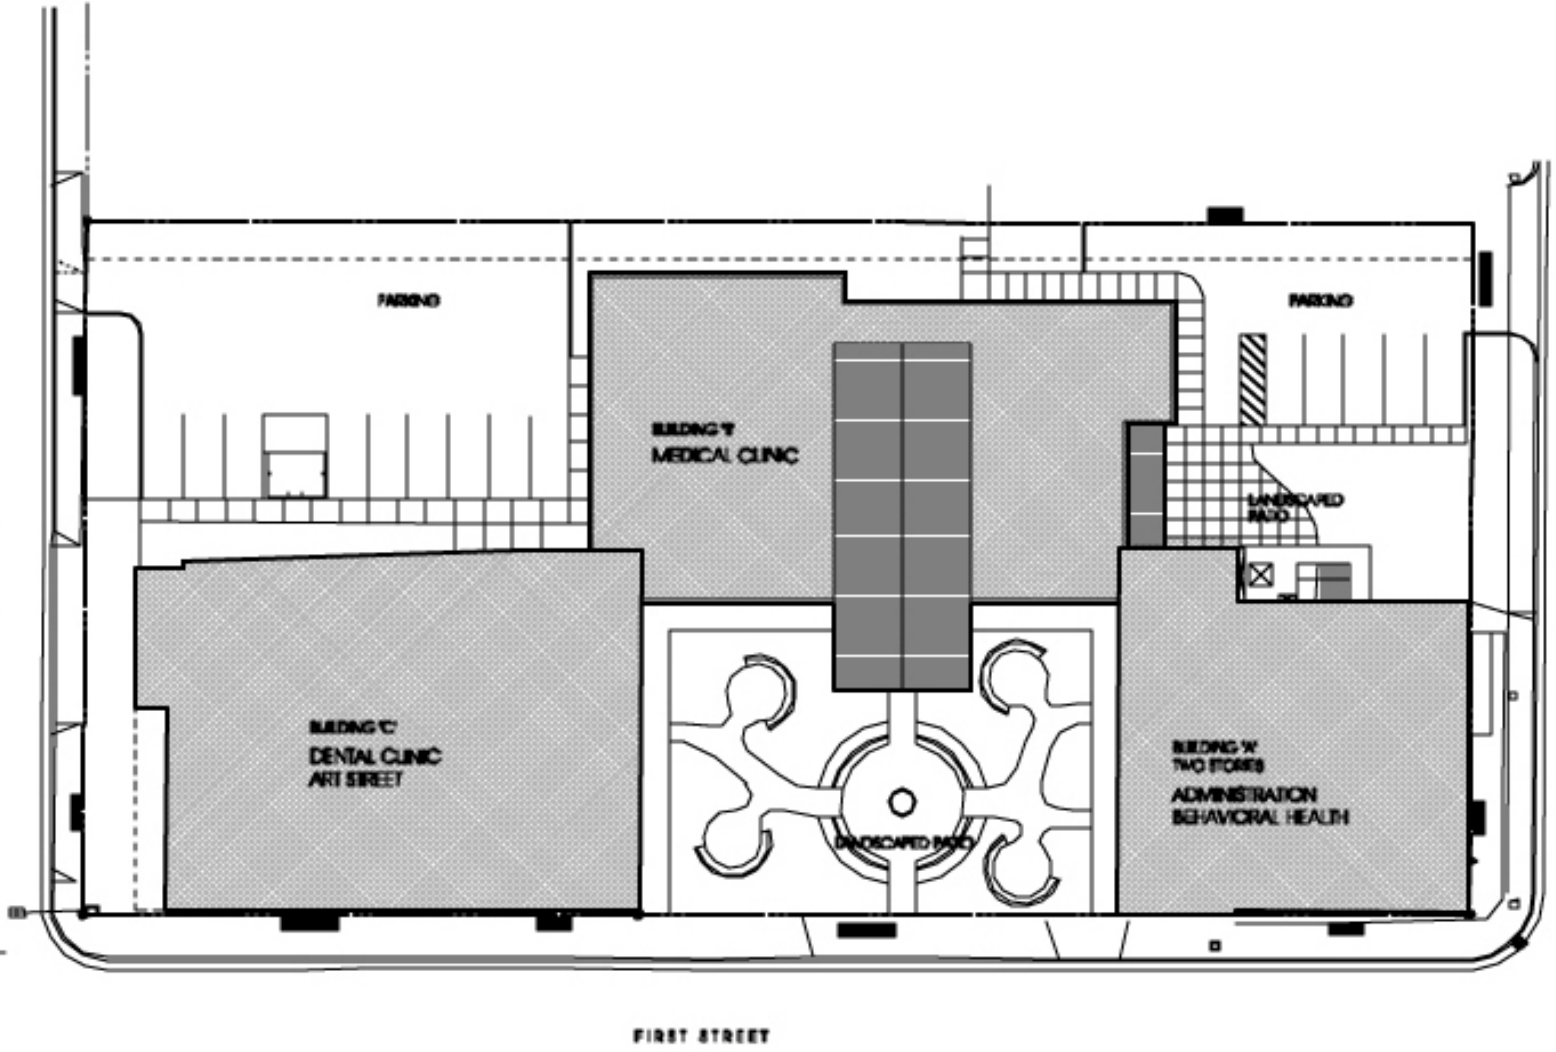 PARKING
PARKING
BUILDING 'B'
MEDICAL CLINIC
LANDSCAPED
PATIO
BUILDING 'C'
DENTAL CLINIC
ART STREET
BUILDING 'A'
TWO STORIES
ADMINISTRATION
BEHAVIORAL HEALTH
LANDSCAPED PATIO
FIRST STREET